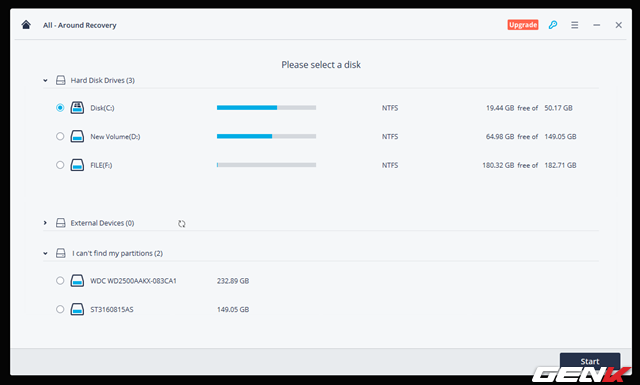 All - Around Recovery Upgrade
Please select a disk
Hard Disk Drives (3)
Disk(C:) NTFS 19.44 GB free of 50.17 GB
New Volume(D:) NTFS 64.98 GB free of 149.05 GB
FILE(F:) NTFS 180.32 GB free of 182.71 GB
External Devices (0)
I can't find my partitions (2)
WDC WD2500AAKX-083CA1 232.89 GB
ST3160815AS 149.05 GB
Start
GENK